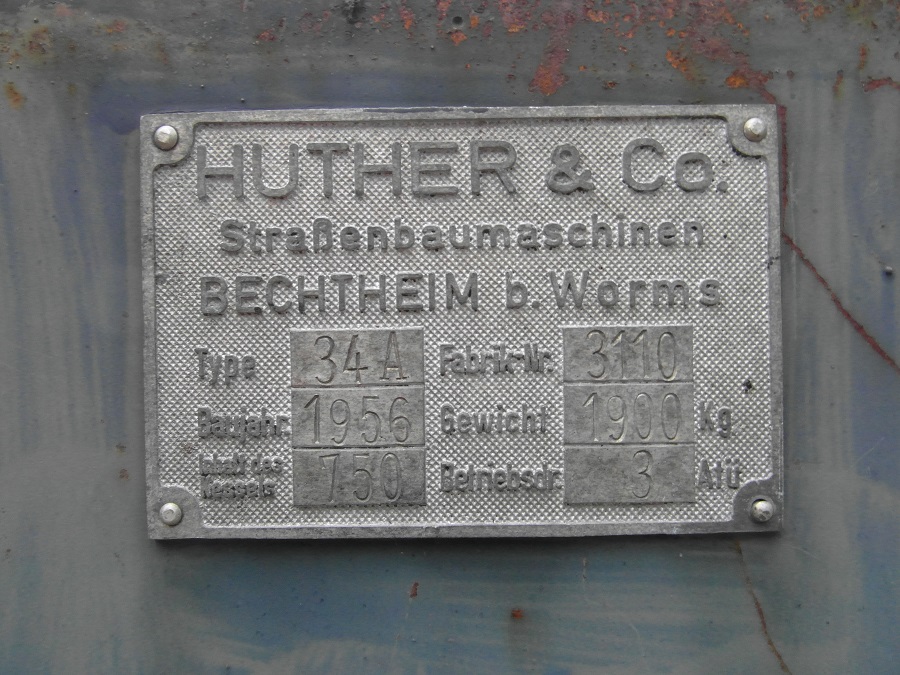 HUTHER & Co.
Straßenbaumaschinen
BECHTHEIM b. Worms
Type 34 A Fabrik-Nr. 3110
Baujahr: 1956 Gewicht 1900 Kg
Inhalt des Kessels 750 Betriebsdr. 3 Atü